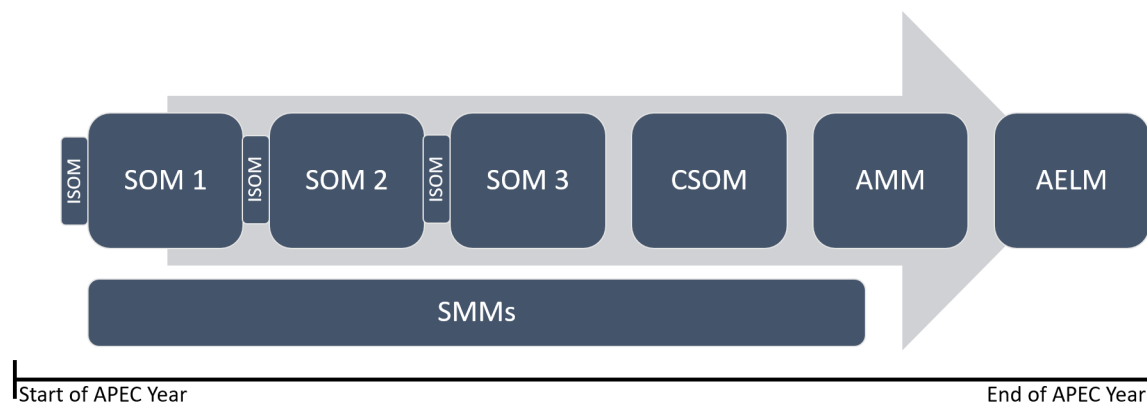 ISOM
SOM 1
ISOM
SOM 2
ISOM
SOM 3
CSOM
AMM
AELM
SMMs
Start of APEC Year
End of APEC Year